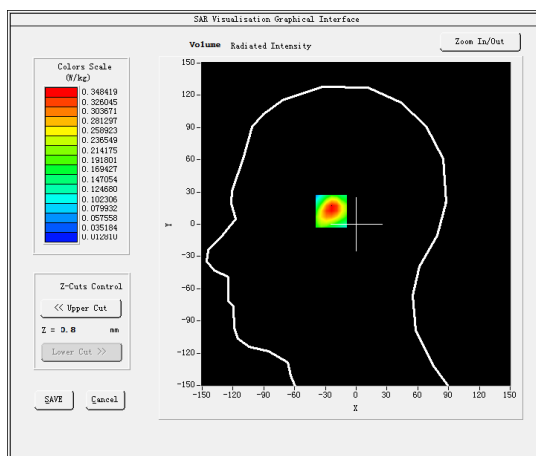 SAR Visualisation Graphical Interface
Volume Radiated Intensity
Zoom In/Out
Colors Scale
(W/kg)
0.348419
0.326045
0.303671
0.281297
0.258923
0.236549
0.214175
0.191801
0.169427
0.147054
0.124680
0.102306
0.079932
0.057558
0.035184
0.012810
Z-Cuts Control
<< Upper Cut
Z = 0.8 mm
Lower Cut >>
SAVE Cancel
150
120
90
60
30
0
-30
-60
-90
-120
-150
Y
-150 -120 -90 -60 -30 0 30 60 90 120 150
X